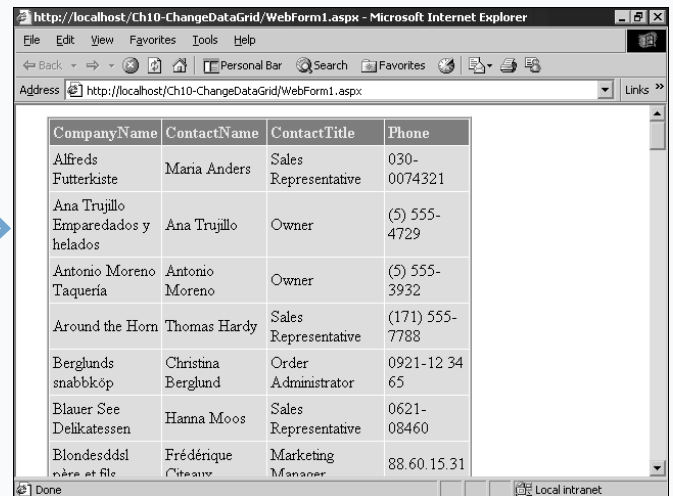 http://localhost/Ch10-ChangeDataGrid/WebForm1.aspx - Microsoft Internet Explorer
File Edit View Favorites Tools Help
Back Personal Bar Search Favorites
Address http://localhost/Ch10-ChangeDataGrid/WebForm1.aspx Links »
CompanyName ContactName ContactTitle Phone
Alfreds Futterkiste Maria Anders Sales Representative 030-0074321
Ana Trujillo Emparedados y helados Ana Trujillo Owner (5) 555-4729
Antonio Moreno Taquería Antonio Moreno Owner (5) 555-3932
Around the Horn Thomas Hardy Sales Representative (171) 555-7788
Berglunds snabbköp Christina Berglund Order Administrator 0921-12 34 65
Blauer See Delikatessen Hanna Moos Sales Representative 0621-08460
Blondesddsl père et fils Frédérique Citeaux Marketing Manager 88.60.15.31
Done Local intranet